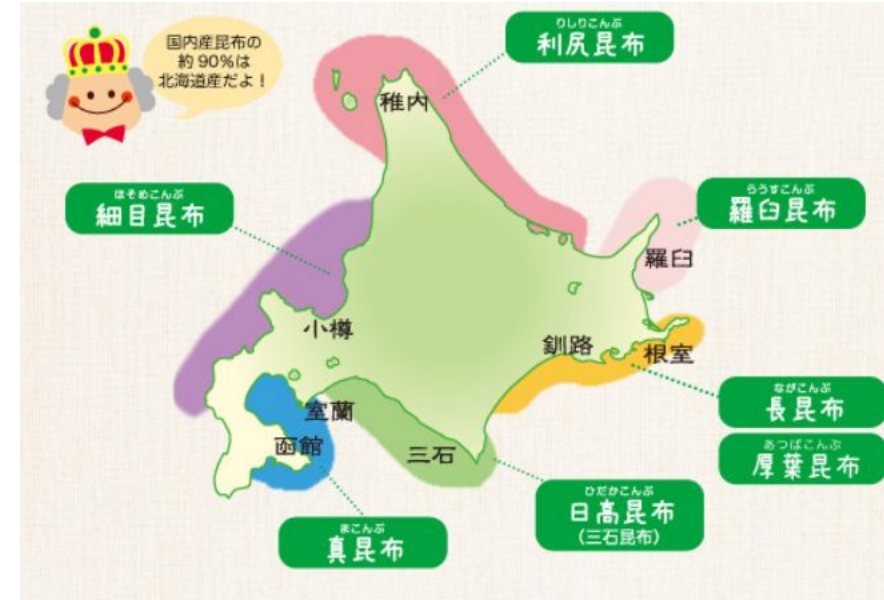 国内産昆布の
約90%は
北海道産だよ！
りしりこんぶ
利尻昆布
稚内
ほそめこんぶ
細目昆布
らうすこんぶ
羅臼昆布
羅臼
小樽
釧路
根室
ながこんぶ
長昆布
あつばこんぶ
厚葉昆布
室蘭
函館
三石
ひだかこんぶ
日高昆布
(三石昆布)
まこんぶ
真昆布